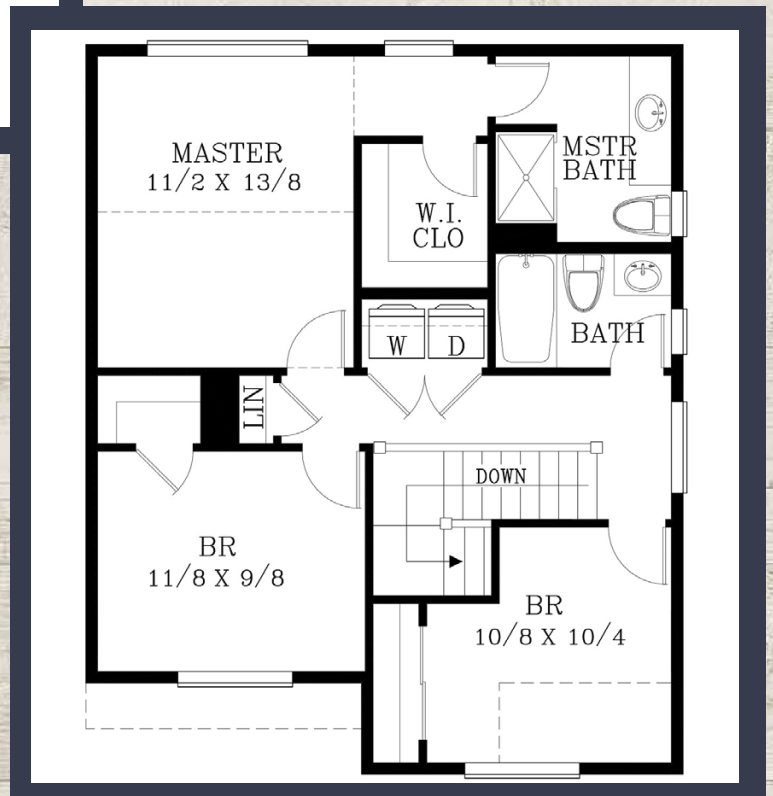 MASTER
11/2 X 13/8
MSTR
BATH
W.I.
CLO
W
D
BATH
LIN
DOWN
BR
11/8 X 9/8
BR
10/8 X 10/4